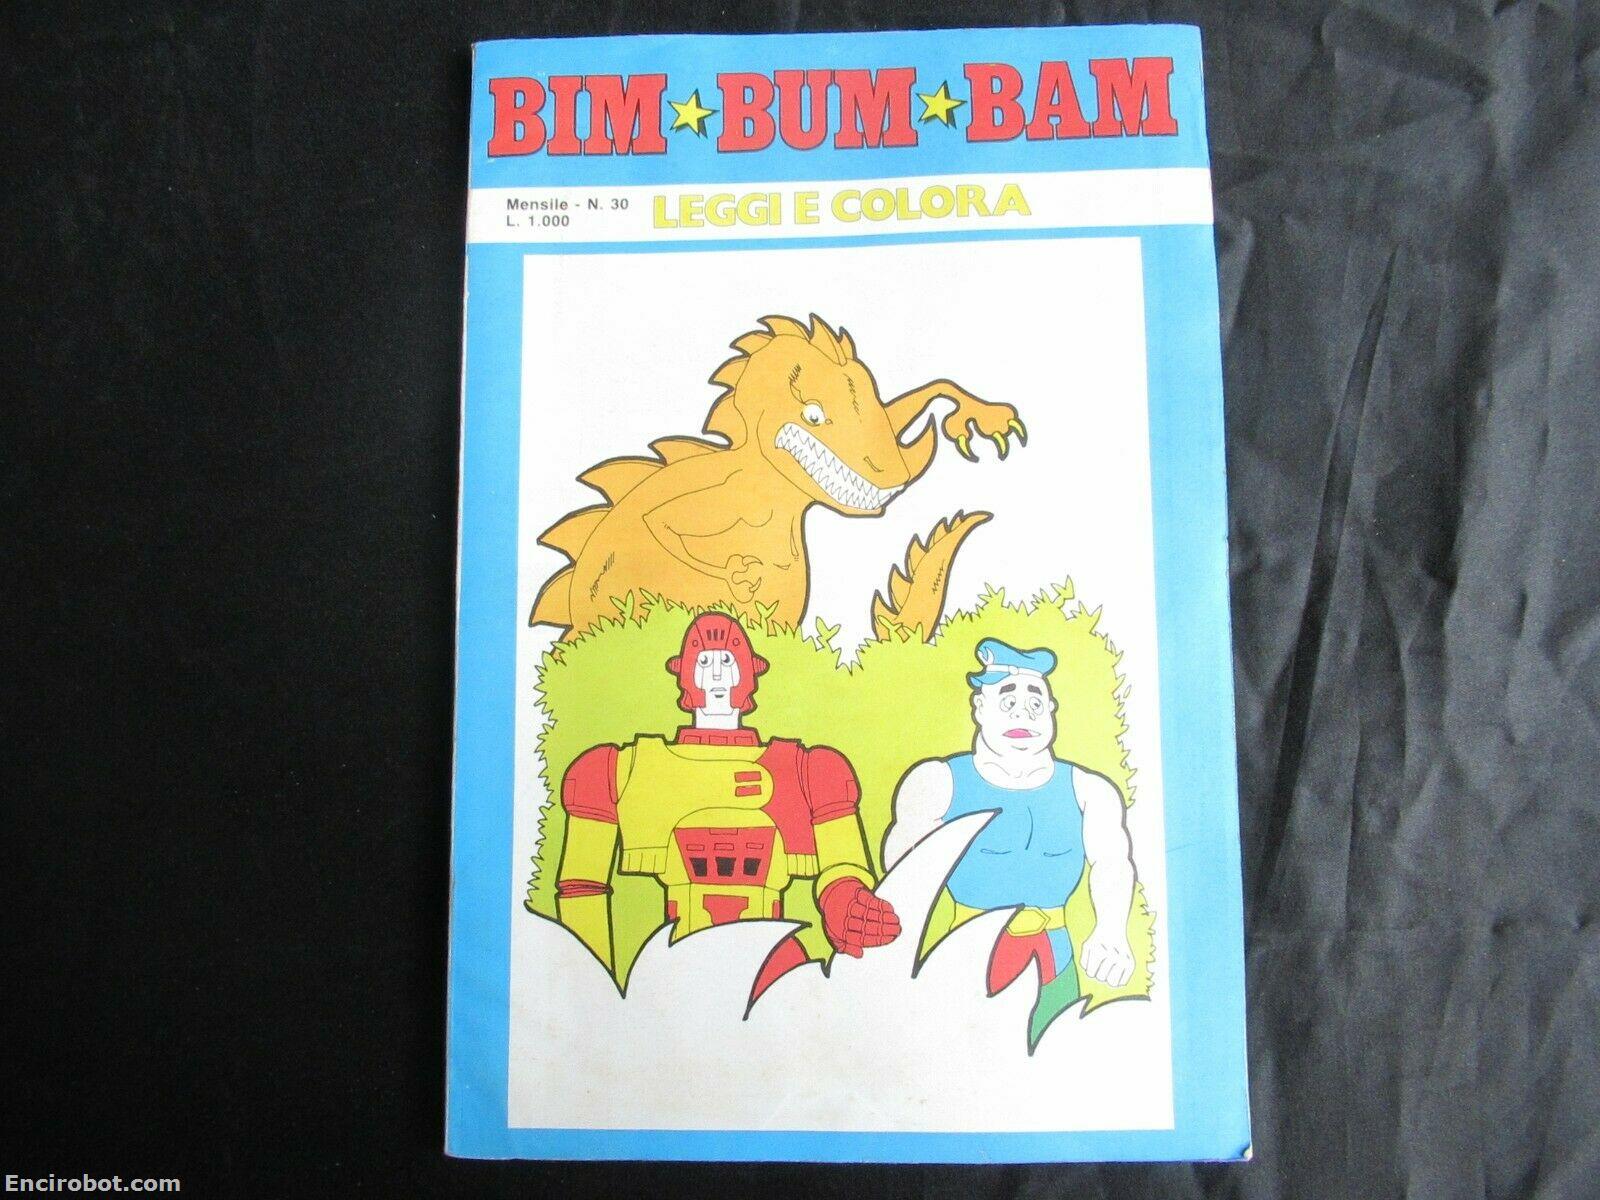 BIM★BUM★BAM
Mensile - N. 30
L. 1.000
LEGGI E COLORA
Encirobot.com